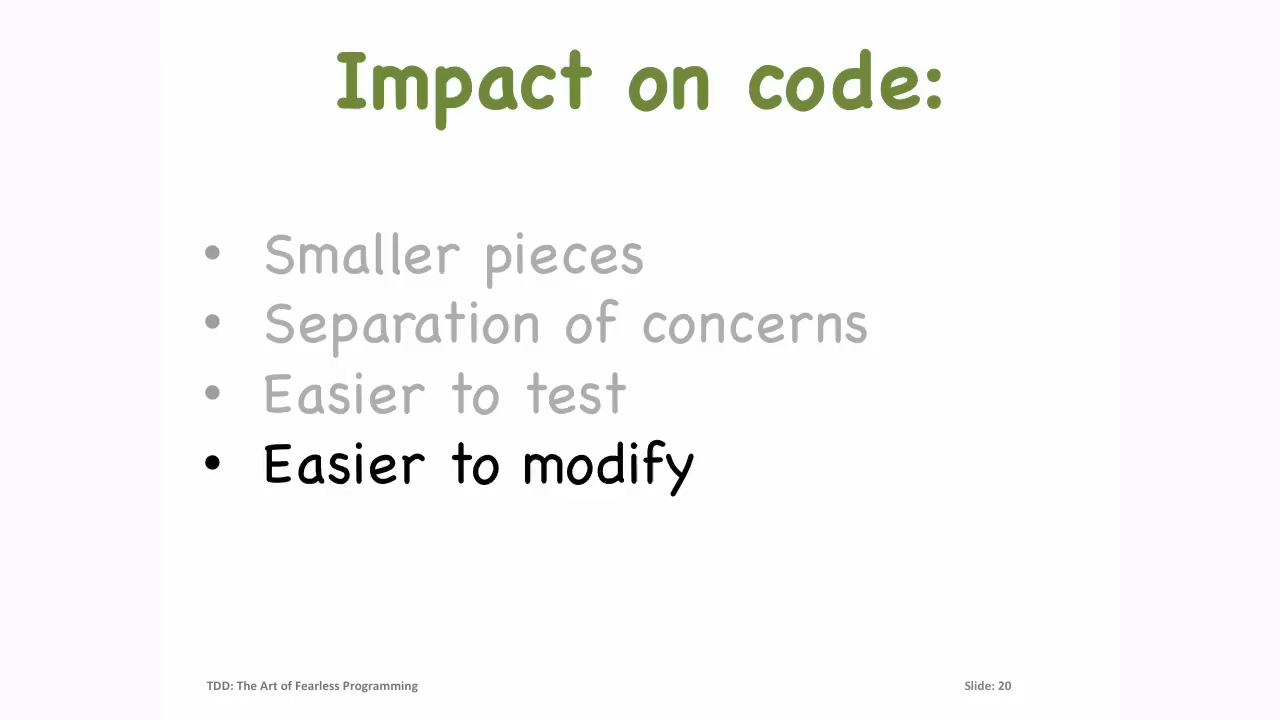 Impact on code:
• Smaller pieces
• Separation of concerns
• Easier to test
• Easier to modify
TDD: The Art of Fearless Programming
Slide: 20